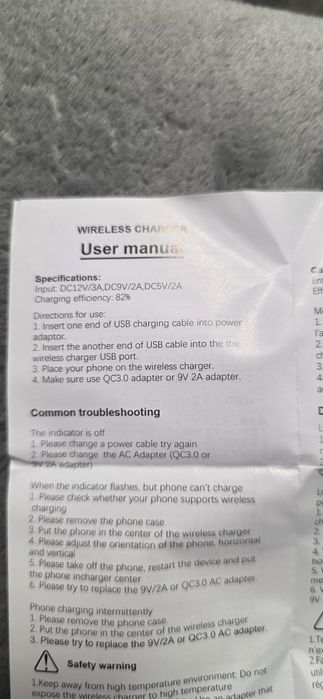 WIRELESS CHARGER
User manual
Specifications:
Input: DC12V/3A,DC9V/2A,DC5V/2A
Charging efficiency: 82%
Directions for use:
1. Insert one end of USB charging cable into power
adaptor.
2. Insert the another end of USB cable into the the
wireless charger USB port.
3. Place your phone on the wireless charger.
4. Make sure use QC3.0 adapter or 9V 2A adapter.
Common troubleshooting
The indicator is off
1. Please change a power cable try again
2. Please change the AC Adapter (QC3.0 or
9V 2A adapter)
When the indicator flashes, but phone can't charge
1. Please check whether your phone supports wireless
charging
2. Please remove the phone case
3. Put the phone in the center of the wireless charger
4. Please adjust the orientation of the phone, horizontal
and vertical
5. Please take off the phone, restart the device and put
the phone incharger center
6. Please try to replace the 9V/2A or QC3.0 AC adapter.
Phone charging intermittently
1. Please remove the phone case.
2. Put the phone in the center of the wireless charger
3. Please try to replace the 9V/2A or QC3.0 AC adapter.
Safety warning
1.Keep away from high temperature environment. Do not
expose the wireless charger to high temperature
an adapter that